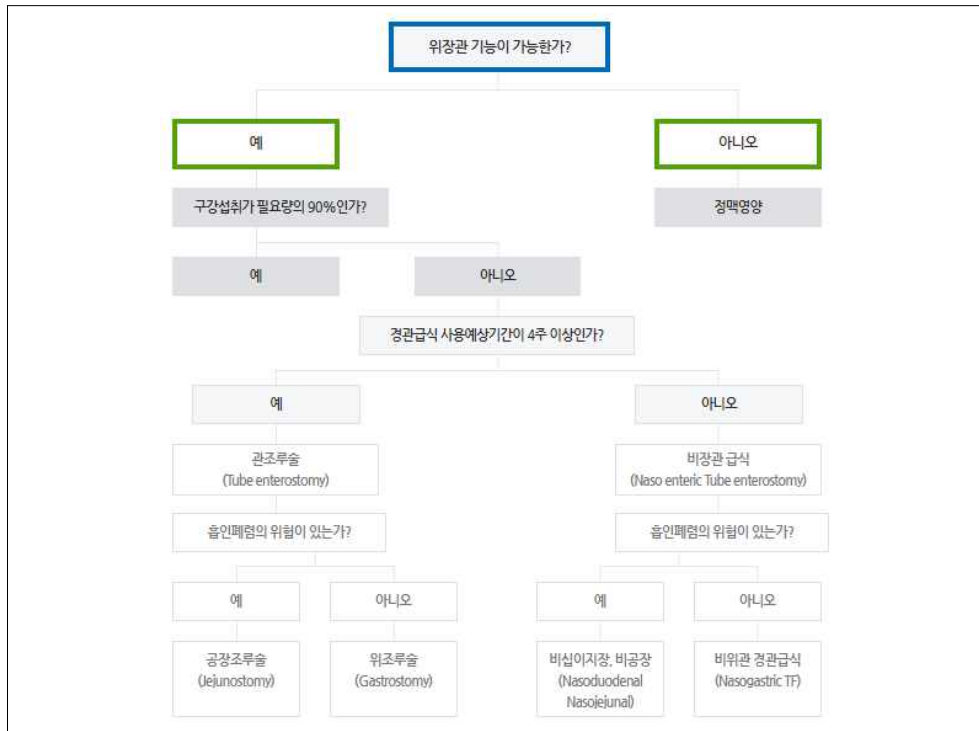 위장관 기능이 가능한가?
예
아니오
구강섭취가 필요량의 90%인가?
정맥영양
예
아니오
경관급식 사용예상기간이 4주 이상인가?
예
아니오
관조루술
(Tube enterostomy)
비장관 급식
(Naso enteric Tube enterostomy)
흡인폐렴의 위험이 있는가?
흡인폐렴의 위험이 있는가?
예
아니오
예
아니오
공장조루술
(Jejunostomy)
위조루술
(Gastrostomy)
비십이지장, 비공장
(Nasoduodenal
Nasojejunal)
비위관 경관급식
(Nasogastric TF)